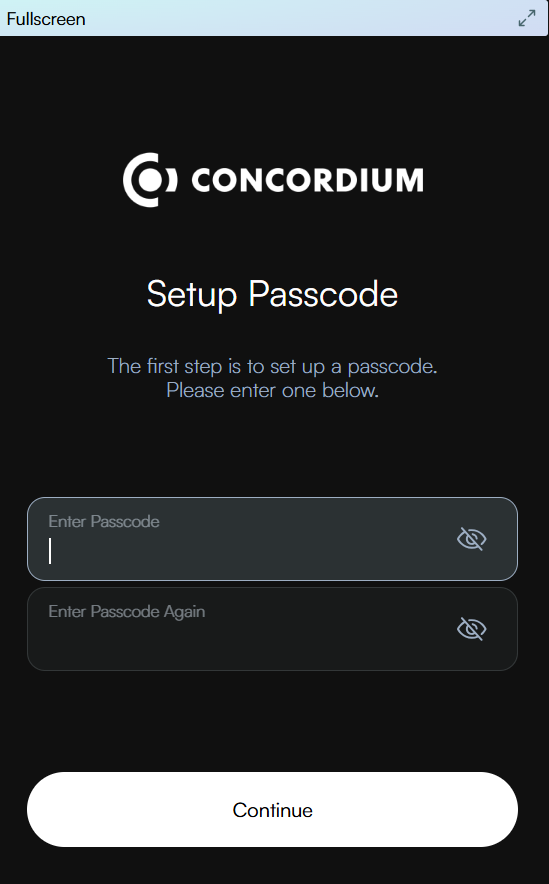 Fullscreen
CONCORDIUM
Setup Passcode
The first step is to set up a passcode.
Please enter one below.
Enter Passcode
Enter Passcode Again
Continue